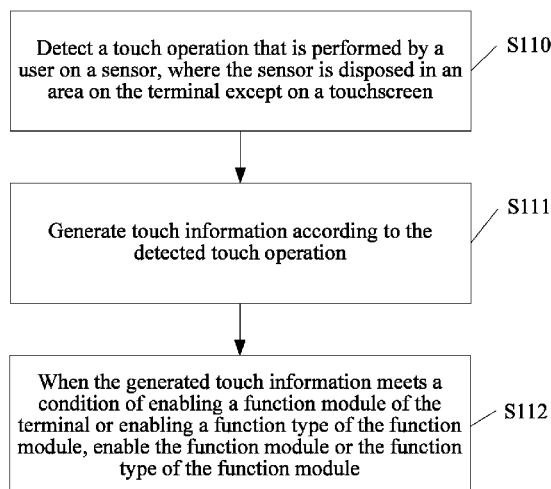 Detect a touch operation that is performed by a
user on a sensor, where the sensor is disposed in an
area on the terminal except on a touchscreen
S110
Generate touch information according to the
detected touch operation
S111
When the generated touch information meets a
condition of enabling a function module of the
terminal or enabling a function type of the function
module, enable the function module or the function
type of the function module
S112